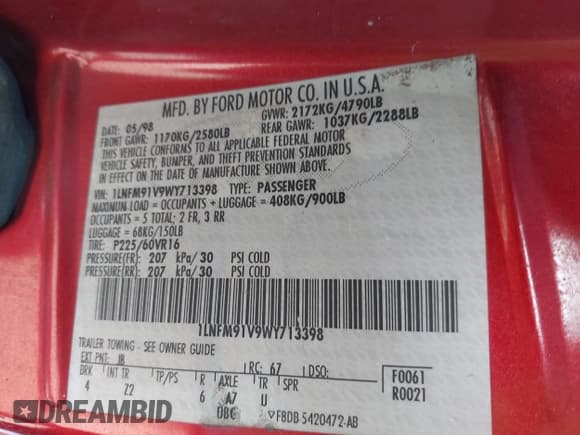 MFD. BY FORD MOTOR CO. IN U.S.A.
DATE: 05/98 GVWR: 2172KG/4790LB
FRONT GAWR: 1170KG/2580LB REAR GAWR: 1037KG/2288LB
THIS VEHICLE CONFORMS TO ALL APPLICABLE FEDERAL MOTOR
VEHICLE SAFETY, BUMPER, AND THEFT PREVENTION STANDARDS
IN EFFECT ON THE DATE OF MANUFACTURE SHOWN ABOVE.
VIN: 1LNFM91V9WY713398 TYPE: PASSENGER
MAXIMUM LOAD = OCCUPANTS + LUGGAGE = 408KG/900LB
OCCUPANTS = 5 TOTAL; 2 FR, 3 RR
LUGGAGE = 68KG/150LB
TIRE: P225/60VR16
PRESSURE(FR) 207 kPa/ 30 PSI COLD
PRESSURE(RR) 207 kPa/ 30 PSI COLD
1LNFM91V9WY713398
TRAILER TOWING - SEE OWNER GUIDE
EXT PNT: RC: 67 DSO: F0061
BRK INT TR TP/PS R AXLE TR SPR R0021
4 Z2 6 A7 U
F8DB 5420472-AB
DREAMBID